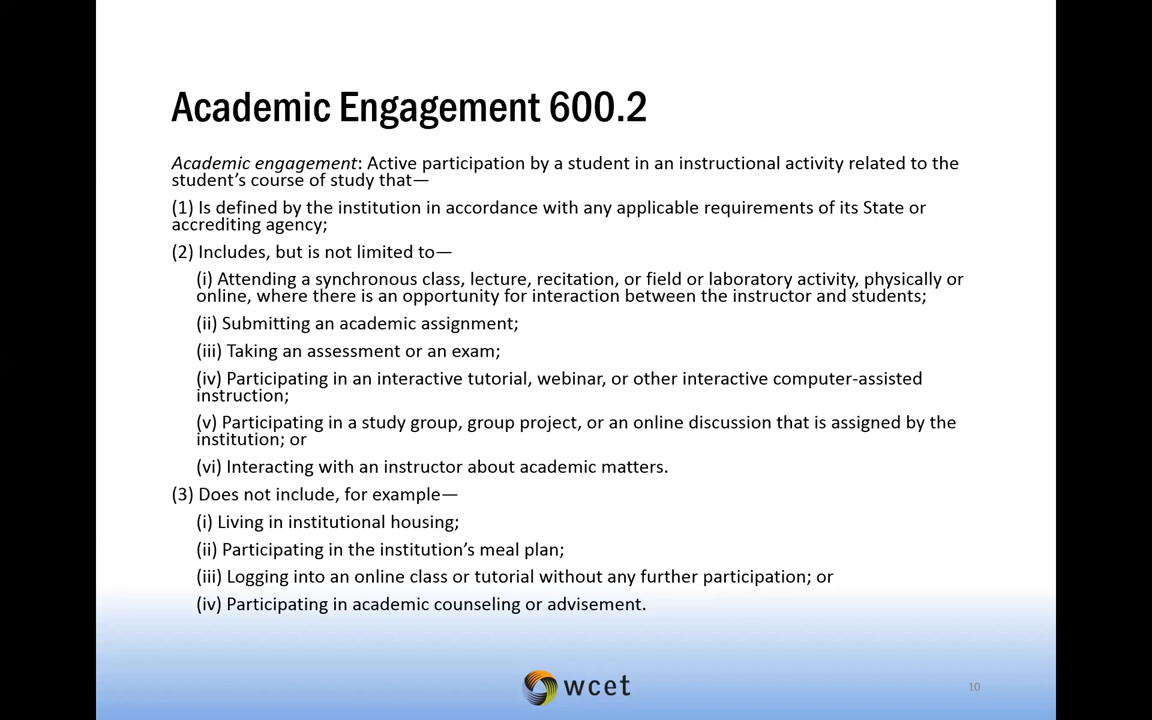 Academic Engagement 600.2
Academic engagement: Active participation by a student in an instructional activity related to the
student’s course of study that—
(1) Is defined by the institution in accordance with any applicable requirements of its State or
accrediting agency;
(2) Includes, but is not limited to—
(i) Attending a synchronous class, lecture, recitation, or field or laboratory activity, physically or
online, where there is an opportunity for interaction between the instructor and students;
(ii) Submitting an academic assignment;
(iii) Taking an assessment or an exam;
(iv) Participating in an interactive tutorial, webinar, or other interactive computer-assisted
instruction;
(v) Participating in a study group, group project, or an online discussion that is assigned by the
institution; or
(vi) Interacting with an instructor about academic matters.
(3) Does not include, for example—
(i) Living in institutional housing;
(ii) Participating in the institution’s meal plan;
(iii) Logging into an online class or tutorial without any further participation; or
(iv) Participating in academic counseling or advisement.
wcet
10